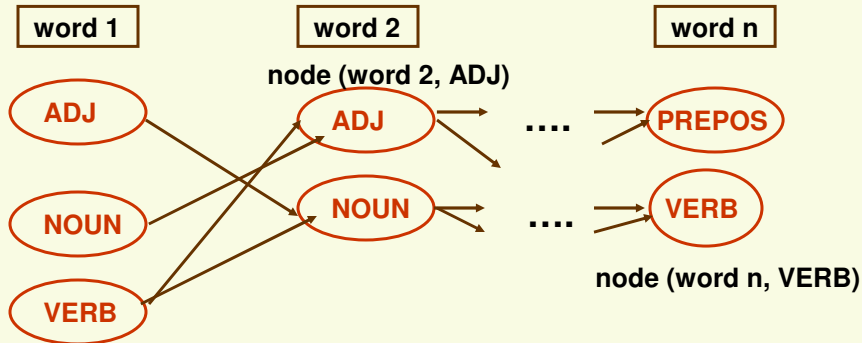 word 1 word 2 word n
node (word 2, ADJ)
ADJ ADJ .... PREPOS
NOUN NOUN .... VERB
node (word n, VERB)
VERB